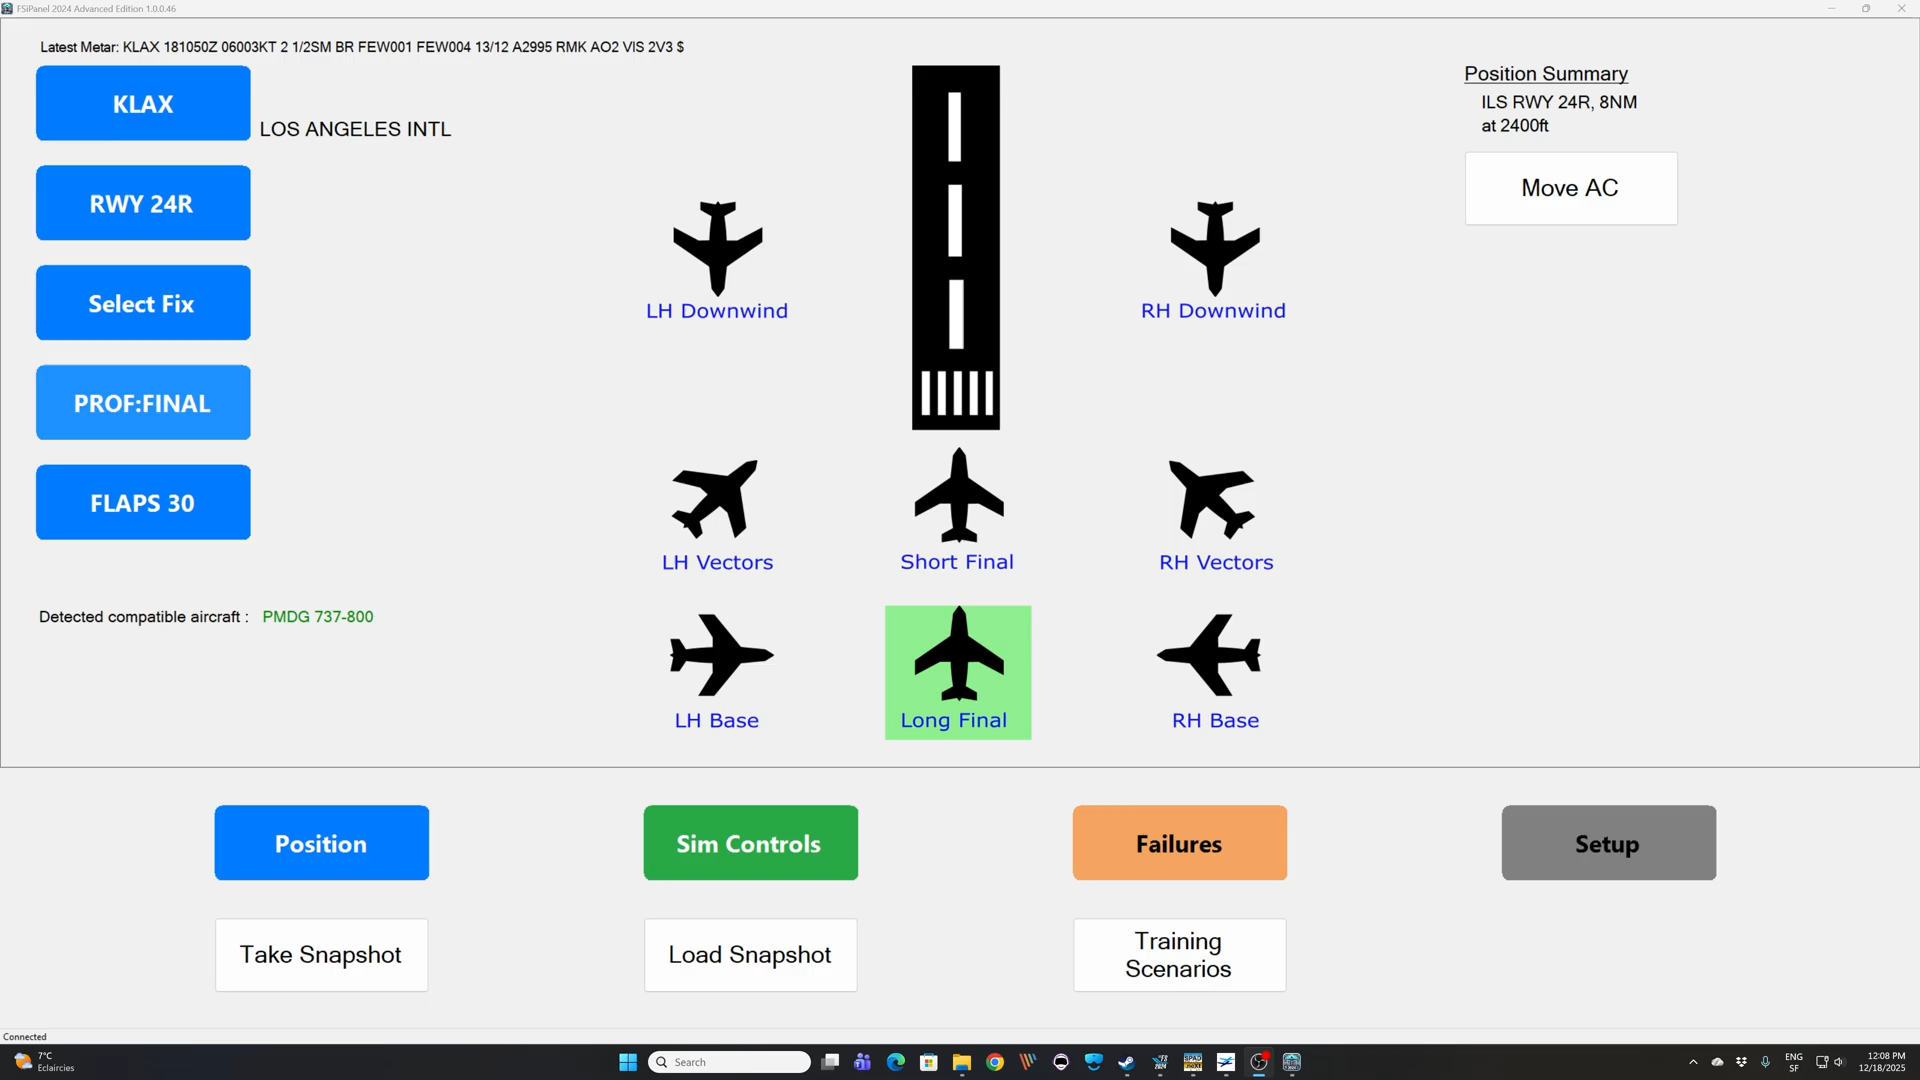 FSiPanel 2024 Advanced Edition 1.0.0.46
Latest Metar: KLAX 181050Z 06003KT 2 1/2SM BR FEW001 FEW004 13/12 A2995 RMK AO2 VIS 2V3 $
KLAX
LOS ANGELES INTL
RWY 24R
Select Fix
PROF:FINAL
FLAPS 30
Detected compatible aircraft : PMDG 737-800
LH Downwind
RH Downwind
LH Vectors
Short Final
RH Vectors
LH Base
Long Final
RH Base
Position Summary
ILS RWY 24R, 8NM
at 2400ft
Move AC
Position
Sim Controls
Failures
Setup
Take Snapshot
Load Snapshot
Training
Scenarios
Connected
7°C
Eclaircies
Search
ENG
SF
12:08 PM
12/18/2025